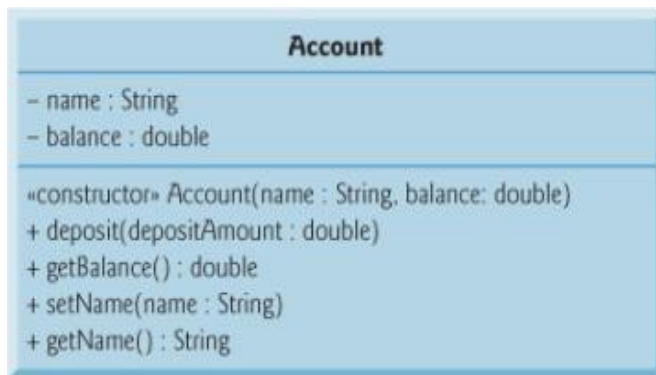 Account
– name : String
– balance : double
«constructor» Account(name : String, balance: double)
+ deposit(depositAmount : double)
+ getBalance() : double
+ setName(name : String)
+ getName() : String